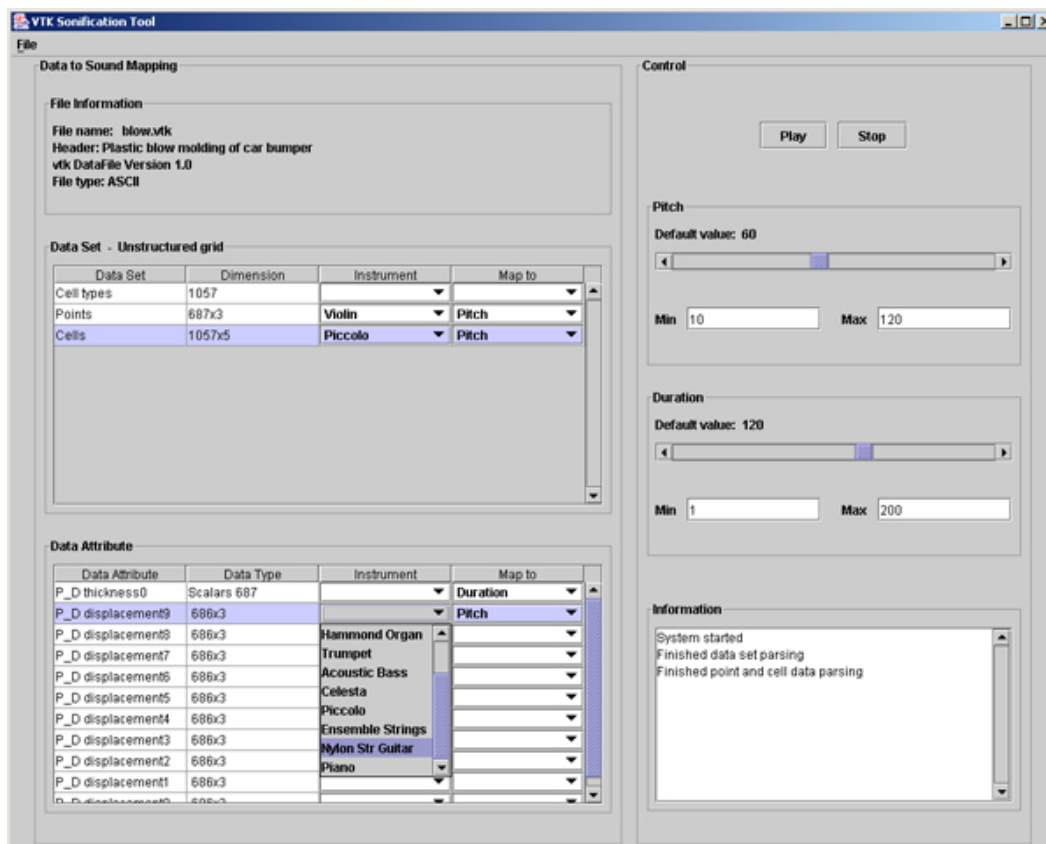 VTK Sonification Tool
File
Data to Sound Mapping
File Information
File name: blow.vtk
Header: Plastic blow molding of car bumper
vtk DataFile Version 1.0
File type: ASCII
Data Set - Unstructured grid
Data Set Dimension Instrument Map to
Cell types 1057
Points 687x3 Violin Pitch
Cells 1057x5 Piccolo Pitch
Data Attribute
Data Attribute Data Type Instrument Map to
P_D thickness0 Scalars 687 Duration
P_D displacement9 686x3 Pitch
P_D displacement8 686x3 Hammond Organ
P_D displacement7 686x3 Trumpet
P_D displacement6 686x3 Acoustic Bass
P_D displacement5 686x3 Celesta
P_D displacement4 686x3 Piccolo
P_D displacement3 686x3 Ensemble Strings
P_D displacement2 686x3 Nylon Str Guitar
Piano
P_D displacement1 686x3
Control
Play Stop
Pitch
Default value: 60
Min 10 Max 120
Duration
Default value: 120
Min 1 Max 200
Information
System started
Finished data set parsing
Finished point and cell data parsing